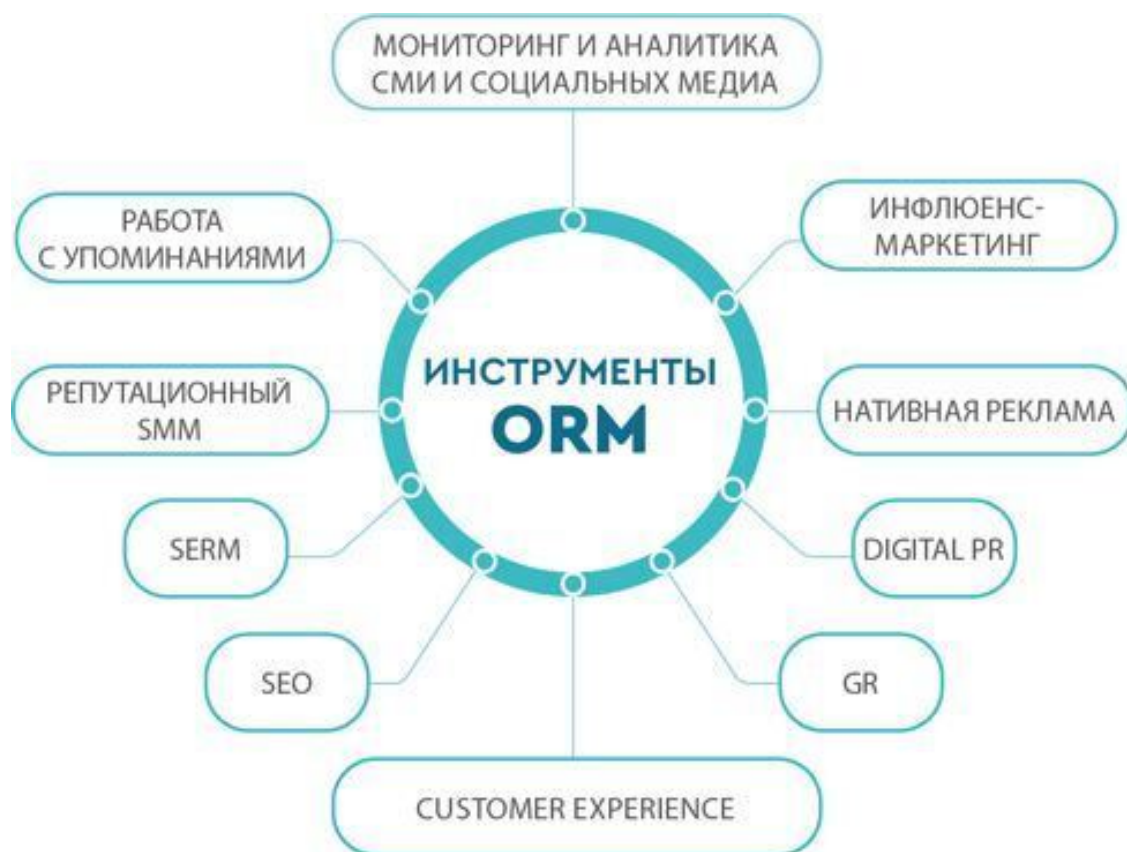 МОНИТОРИНГ И АНАЛИТИКА
СМИ И СОЦИАЛЬНЫХ МЕДИА
РАБОТА
С УПОМИНАНИЯМИ
ИНФЛЮЕНС-
МАРКЕТИНГ
ИНСТРУМЕНТЫ
ORM
РЕПУТАЦИОННЫЙ
SMM
НАТИВНАЯ РЕКЛАМА
SERM
DIGITAL PR
SEO
GR
CUSTOMER EXPERIENCE